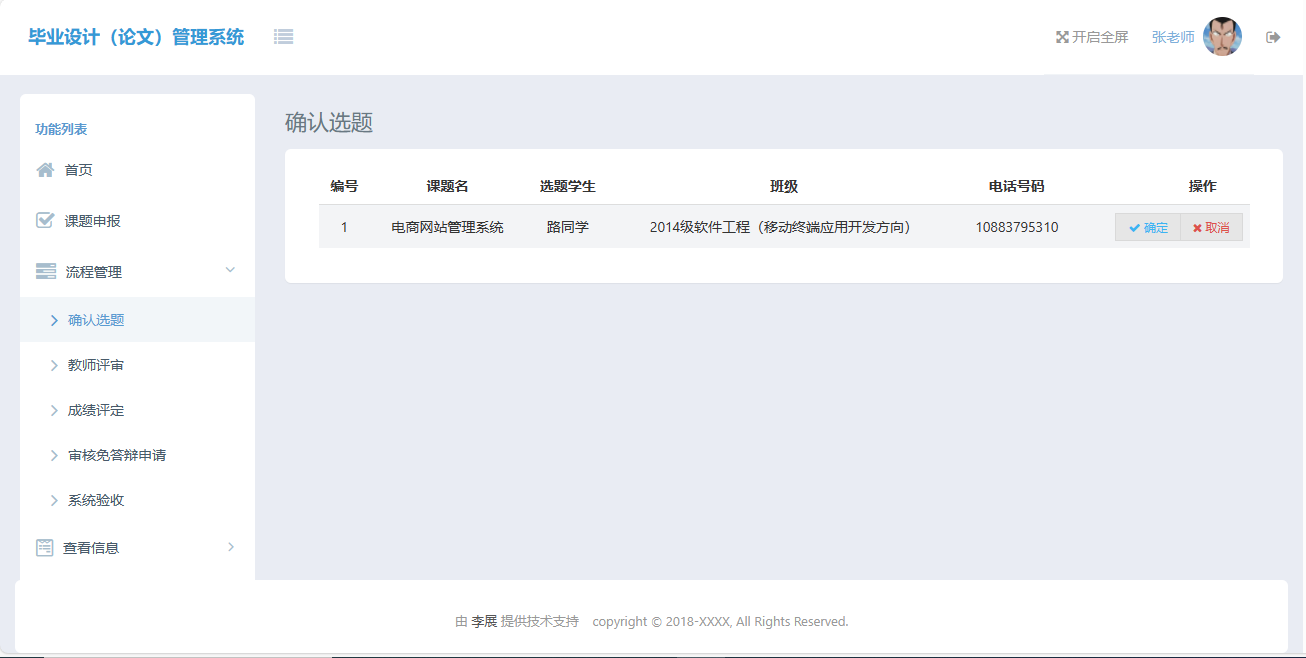 毕业设计（论文）管理系统
开启全屏 张老师
功能列表
首页
课题申报
流程管理
确认选题
教师评审
成绩评定
审核免答辩申请
系统验收
查看信息
确认选题
编号 课题名 选题学生 班级 电话号码 操作
1 电商网站管理系统 路同学 2014级软件工程（移动终端应用开发方向） 10883795310 确定 取消
由 李展 提供技术支持 copyright © 2018-XXXX, All Rights Reserved.